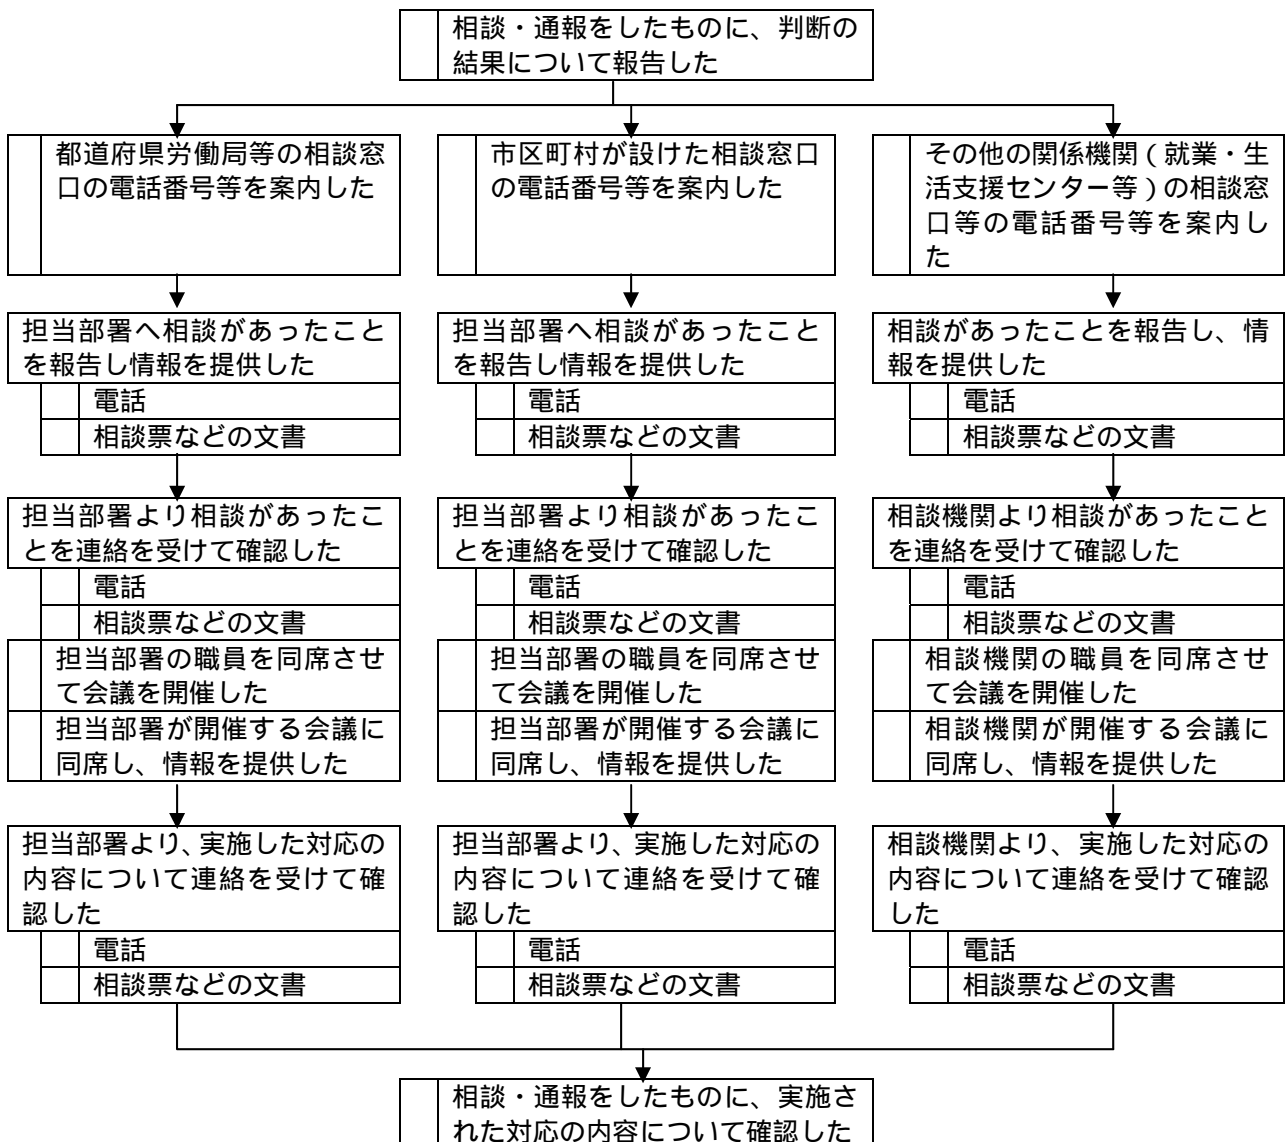 相談・通報をしたものに、判断の
結果について報告した
都道府県労働局等の相談窓
口の電話番号等を案内した
市区町村が設けた相談窓口
の電話番号等を案内した
その他の関係機関(就業・生
活支援センター等)の相談窓
口等の電話番号等を案内し
た
担当部署へ相談があったこと
を報告し情報を提供した
電話
相談票などの文書
担当部署へ相談があったこと
を報告し情報を提供した
電話
相談票などの文書
相談があったことを報告し、情
報を提供した
電話
相談票などの文書
担当部署より相談があったこ
とを連絡を受けて確認した
電話
相談票などの文書
担当部署の職員を同席させ
て会議を開催した
担当部署が開催する会議に
同席し、情報を提供した
担当部署より相談があったこ
とを連絡を受けて確認した
電話
相談票などの文書
担当部署の職員を同席させ
て会議を開催した
担当部署が開催する会議に
同席し、情報を提供した
相談機関より相談があったこと
を連絡を受けて確認した
電話
相談票などの文書
相談機関の職員を同席させ
て会議を開催した
相談機関が開催する会議に
同席し、情報を提供した
担当部署より、実施した対応の
内容について連絡を受けて確
認した
電話
相談票などの文書
担当部署より、実施した対応の
内容について連絡を受けて確
認した
電話
相談票などの文書
相談機関より、実施した対応の
内容について連絡を受けて確認
した
電話
相談票などの文書
相談・通報をしたものに、実施さ
れた対応の内容について確認した